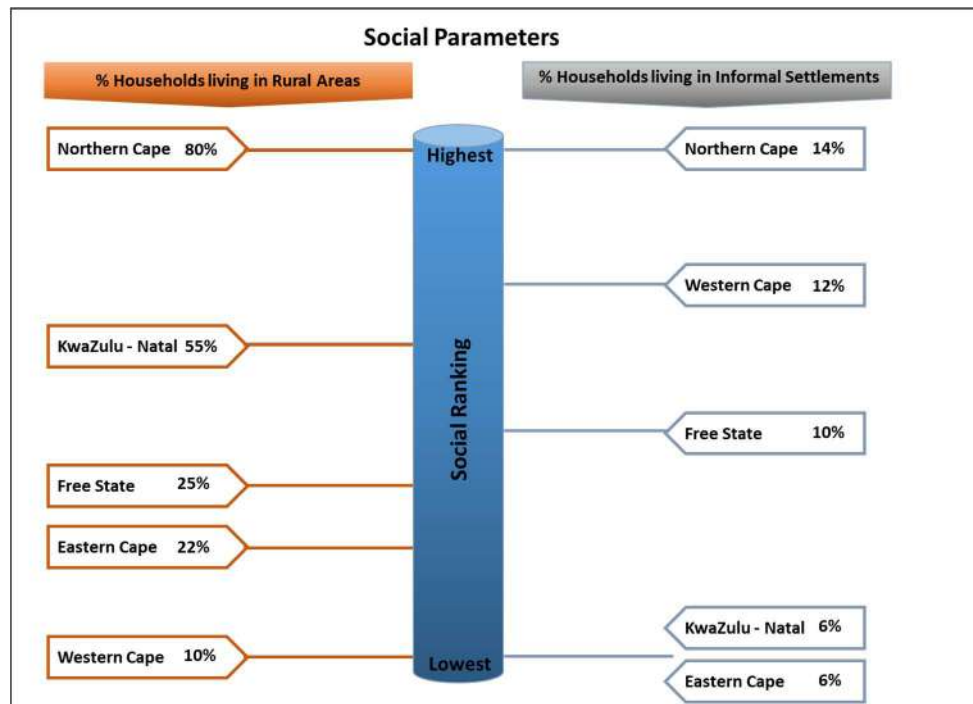 Social Parameters
% Households living in Rural Areas
% Households living in Informal Settlements
Northern Cape 80%
KwaZulu - Natal 55%
Free State 25%
Eastern Cape 22%
Western Cape 10%
Highest
Social Ranking
Lowest
Northern Cape 14%
Western Cape 12%
Free State 10%
KwaZulu - Natal 6%
Eastern Cape 6%